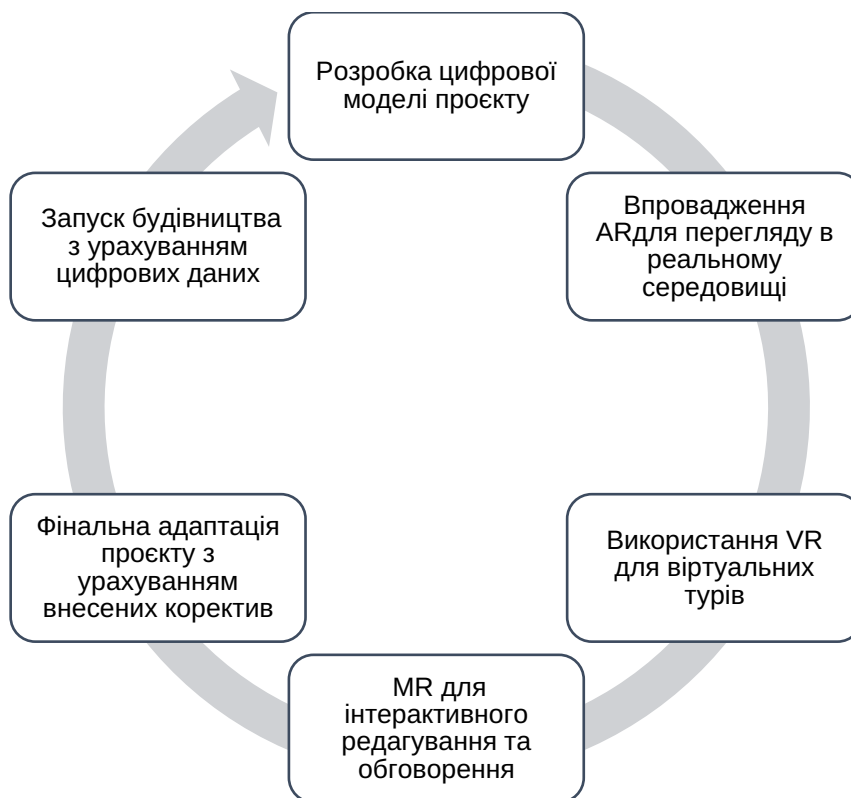 Розробка цифрової
моделі проєкту
Впровадження
ARдля перегляду в
реальному
середовищі
Використання VR
для віртуальних
турів
MR для
інтерактивного
редагування та
обговорення
Фінальна адаптація
проєкту з
урахуванням
внесених коректив
Запуск будівництва
з урахуванням
цифрових даних